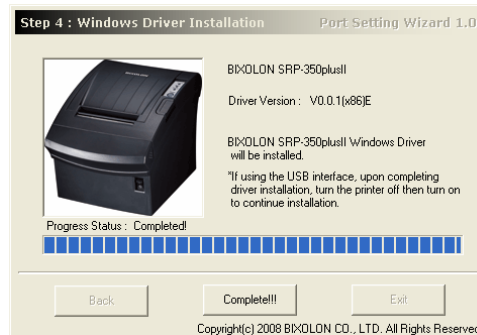 Step 4 : Windows Driver Installation
Port Setting Wizard 1.0
BIXOLON SRP-350plusII
Driver Version : V0.0.1(x86)E
BIXOLON SRP-350plusII Windows Driver
will be installed.
*If using the USB interface, upon completing
driver installation, turn the printer off then turn on
to continue installation.
Progress Status : Completed!
Back
Complete!!!
Exit
Copyright(c) 2008 BIXOLON CO., LTD. All Rights Reserved